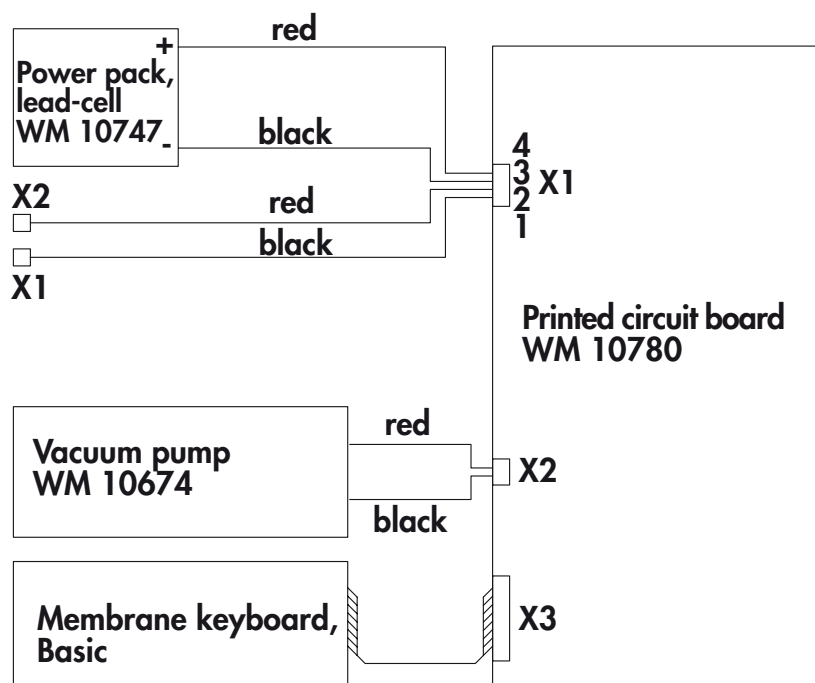 red
+
Power pack,
lead-cell
WM 10747
-
black
X2
red
black
X1
4
3
2
1
X1
Printed circuit board
WM 10780
Vacuum pump
WM 10674
red
black
X2
Membrane keyboard,
Basic
X3